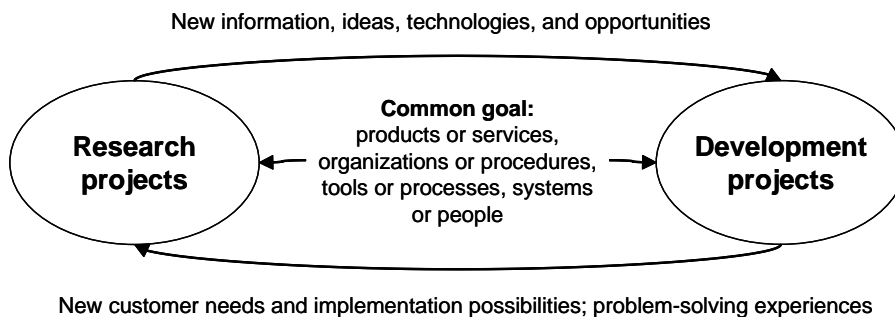 New information, ideas, technologies, and opportunities
Research
projects
Common goal:
products or services,
organizations or procedures,
tools or processes, systems
or people
Development
projects
New customer needs and implementation possibilities; problem-solving experiences